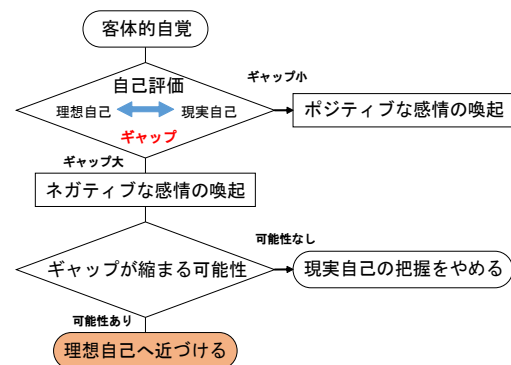 客体的自覚
自己評価
ギャップ小
理想自己
現実自己
ポジティブな感情の喚起
ギャップ
ギャップ大
ネガティブな感情の喚起
可能性なし
ギャップが縮まる可能性
現実自己の把握をやめる
可能性あり
理想自己へ近づける